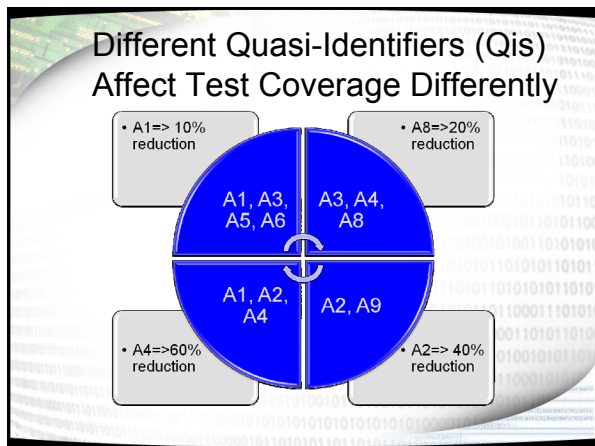 Different Quasi-Identifiers (Qis)
Affect Test Coverage Differently
• A1=> 10%
reduction
• A8=>20%
reduction
A1, A3,
A5, A6
A3, A4,
A8
A1, A2,
A4
A2, A9
• A4=>60%
reduction
• A2=> 40%
reduction